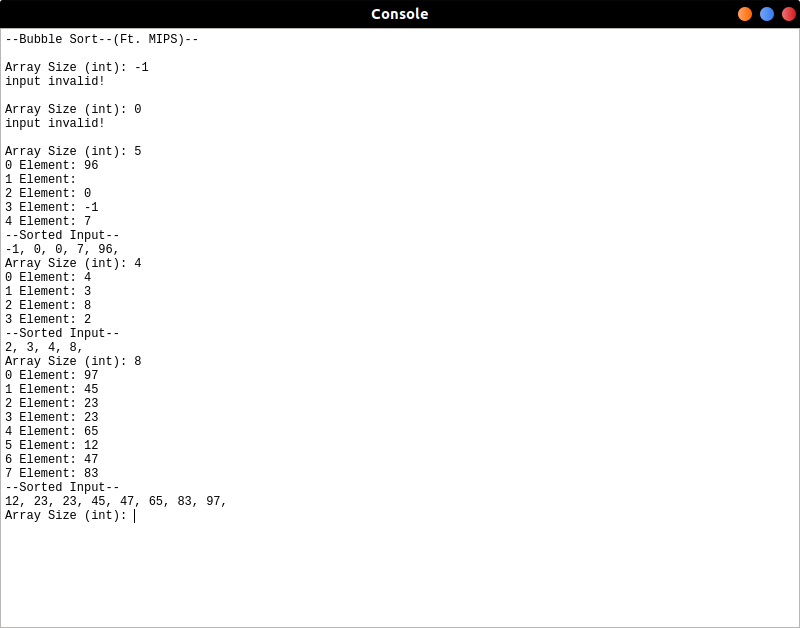 Console
--Bubble Sort--(Ft. MIPS)--
Array Size (int): -1
input invalid!
Array Size (int): 0
input invalid!
Array Size (int): 5
0 Element: 96
1 Element:
2 Element: 0
3 Element: -1
4 Element: 7
--Sorted Input--
-1, 0, 0, 7, 96,
Array Size (int): 4
0 Element: 4
1 Element: 3
2 Element: 8
3 Element: 2
--Sorted Input--
2, 3, 4, 8,
Array Size (int): 8
0 Element: 97
1 Element: 45
2 Element: 23
3 Element: 23
4 Element: 65
5 Element: 12
6 Element: 47
7 Element: 83
--Sorted Input--
12, 23, 23, 45, 47, 65, 83, 97,
Array Size (int):